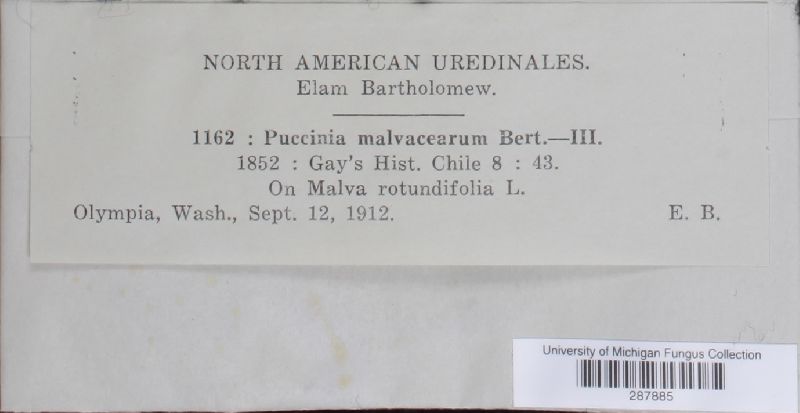 NORTH AMERICAN UREDINALES.
Elam Bartholomew.
1162 : Puccinia malvacearum Bert.—III.
1852 : Gay's Hist. Chile 8 : 43.
On Malva rotundifolia L.
Olympia, Wash., Sept. 12, 1912. E. B.
University of Michigan Fungus Collection
287885